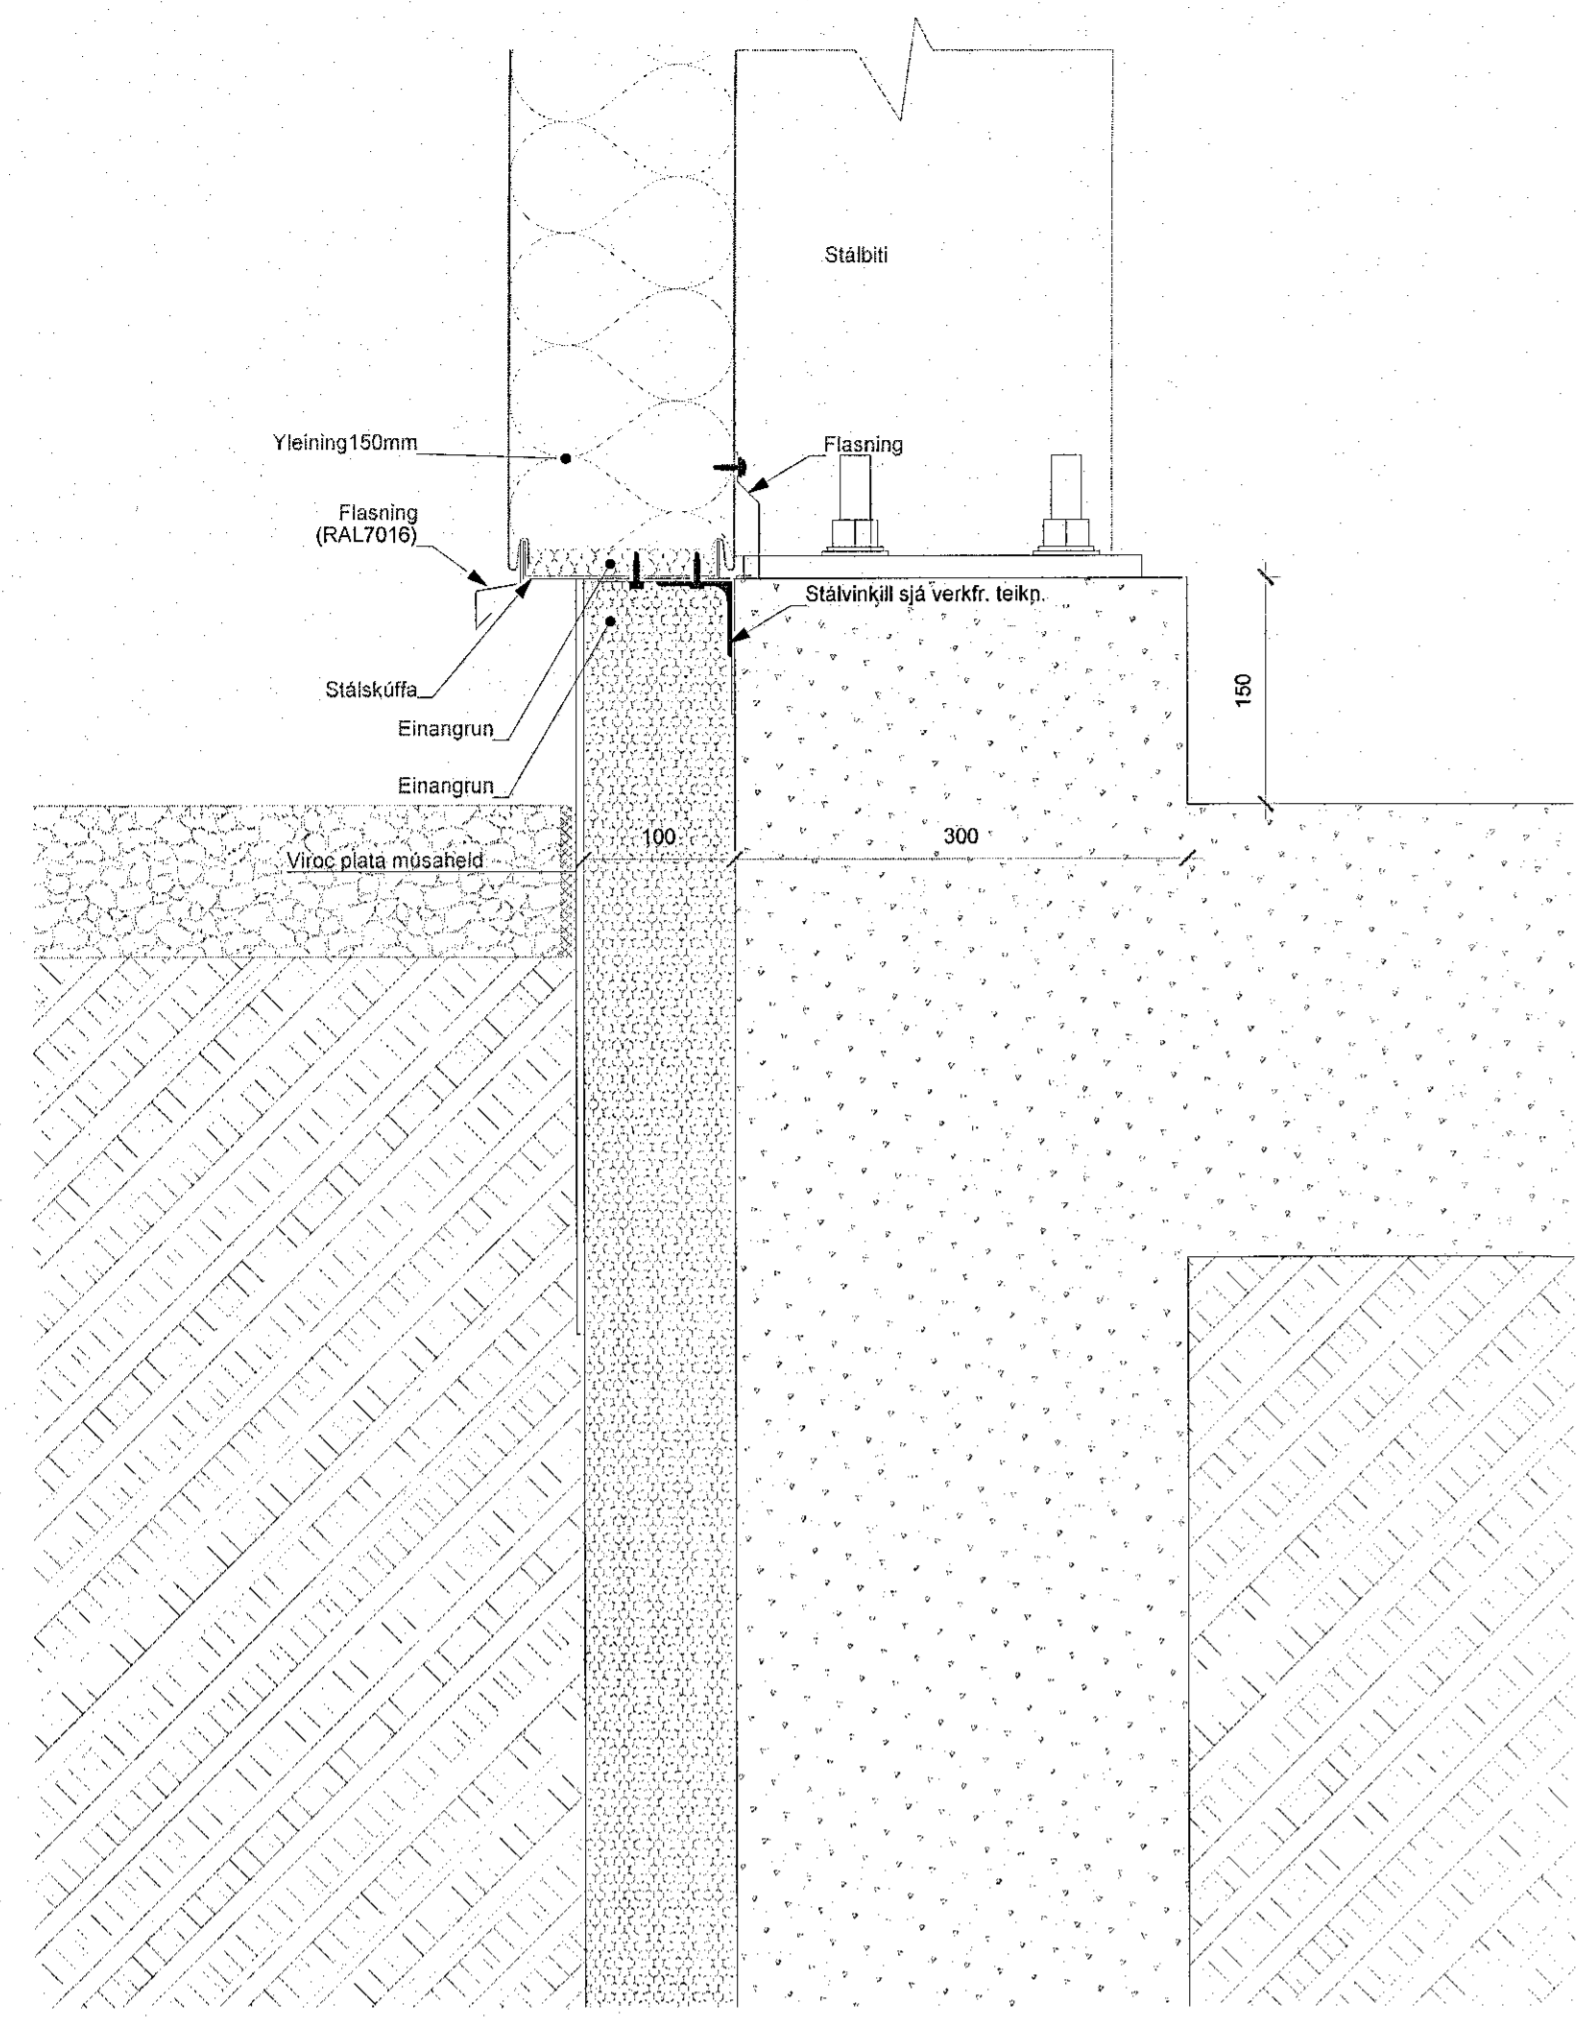 Stálbiti
Yleining150mm
Flasning
Flasning
(RAL7016)
Stálvinkill sjá verkfr. teikn.
Stálskúffa
Einangrun
Einangrun
150
100
300
Viroc plata músaheld